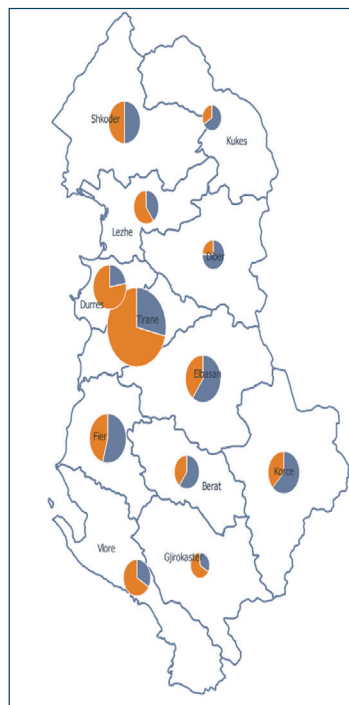 Shkoder
Kukes
Lezhe
Diber
Durres
Tirane
Elbasan
Fier
Korce
Berat
Vlore
Gjirokaster